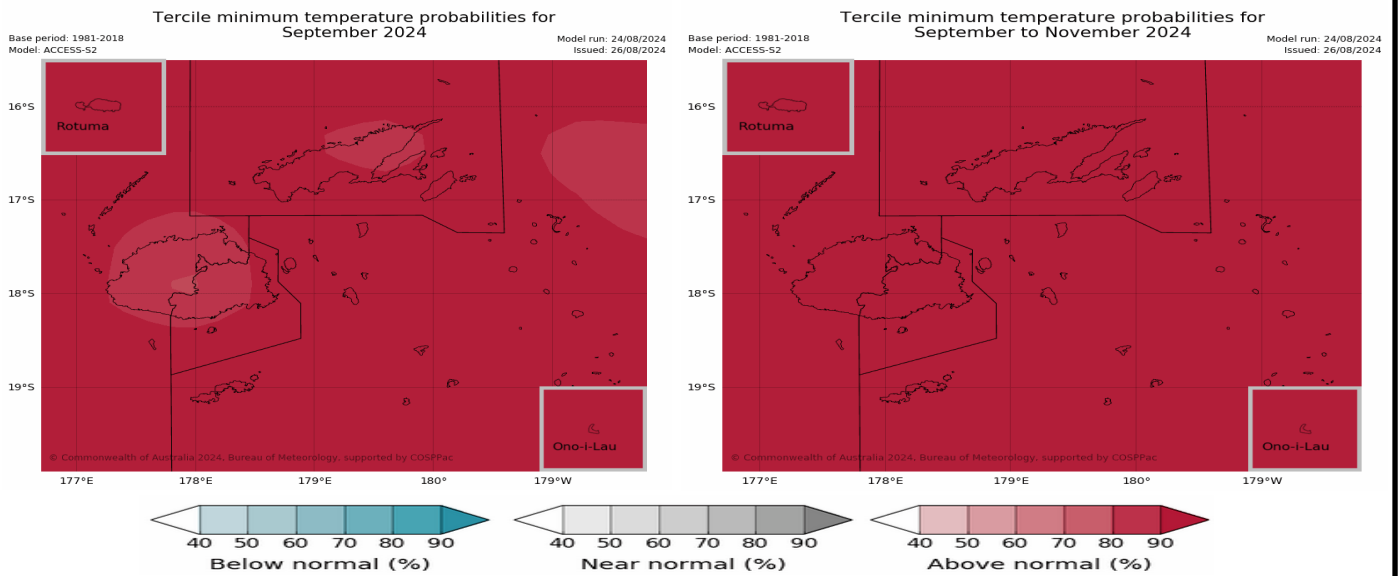 Tercile minimum temperature probabilities for
September 2024
Base period: 1981-2018
Model: ACCESS-S2
Model run: 24/08/2024
Issued: 26/08/2024
16°S
17°S
18°S
19°S
Rotuma
Ono-i-Lau
© Commonwealth of Australia 2024, Bureau of Meteorology, supported by COSPPac
177°E 178°E 179°E 180° 179°W
Tercile minimum temperature probabilities for
September to November 2024
Base period: 1981-2018
Model: ACCESS-S2
Model run: 24/08/2024
Issued: 26/08/2024
16°S
17°S
18°S
19°S
Rotuma
Ono-i-Lau
© Commonwealth of Australia 2024, Bureau of Meteorology, supported by COSPPac
177°E 178°E 179°E 180° 179°W
40 50 60 70 80 90
Below normal (%)
40 50 60 70 80 90
Near normal (%)
40 50 60 70 80 90
Above normal (%)